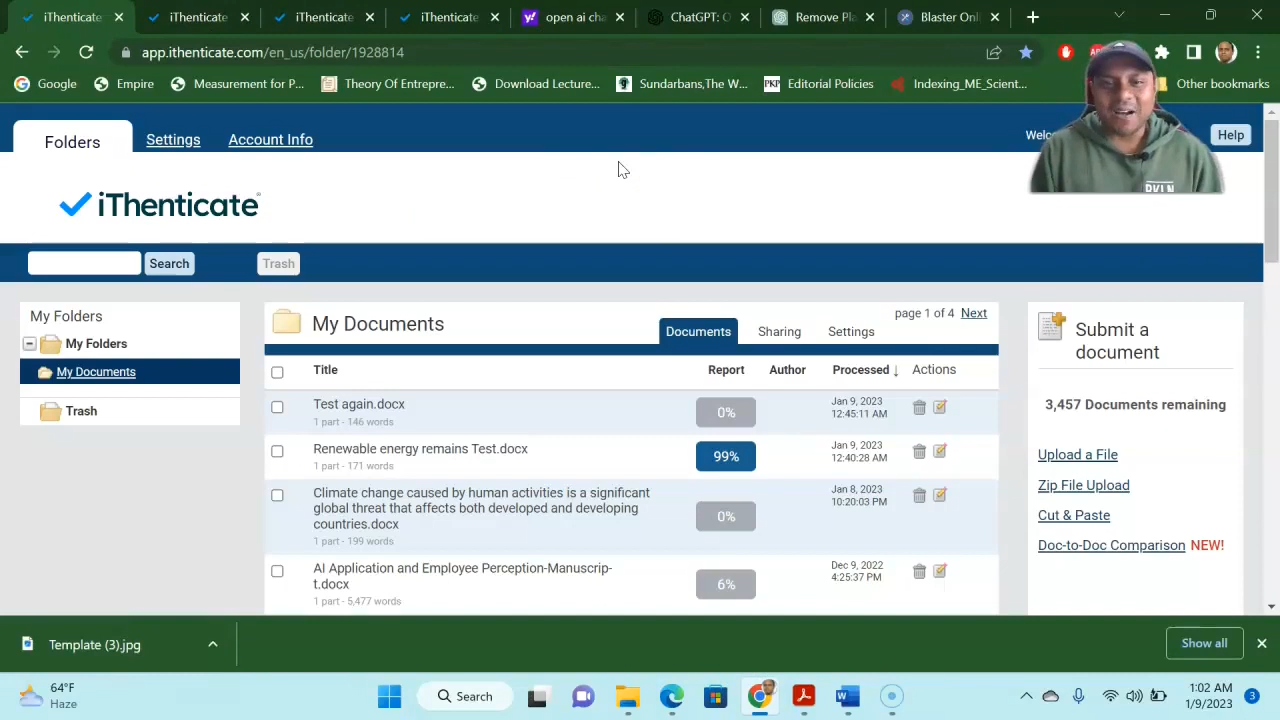 iThenticate
iThenticate
iThenticate
iThenticate
open ai cha
ChatGPT: O
Remove Pla
Blaster Onl
app.ithenticate.com/en_us/folder/1928814
Google
Empire
Measurement for P...
Theory Of Entrepre...
Download Lecture...
Sundarbans,The W...
PKP
Editorial Policies
Indexing_ME_Scient...
Other bookmarks
Folders
Settings
Account Info
Help
iThenticate®
Search
Trash
My Folders
My Folders
My Documents
Trash
My Documents
Documents
Sharing
Settings
page 1 of 4 Next
Title
Report
Author
Processed ↓
Actions
Test again.docx
1 part - 146 words
0%
Jan 9, 2023
12:45:11 AM
Renewable energy remains Test.docx
1 part - 171 words
99%
Jan 9, 2023
12:40:28 AM
Climate change caused by human activities is a significant
global threat that affects both developed and developing
countries.docx
1 part - 199 words
0%
Jan 8, 2023
10:20:03 PM
AI Application and Employee Perception-Manuscrip-
t.docx
1 part - 5,477 words
6%
Dec 9, 2022
4:25:37 PM
Submit a
document
3,457 Documents remaining
Upload a File
Zip File Upload
Cut & Paste
Doc-to-Doc Comparison NEW!
Template (3).jpg
Show all
64°F
Haze
Search
1:02 AM
1/9/2023
3